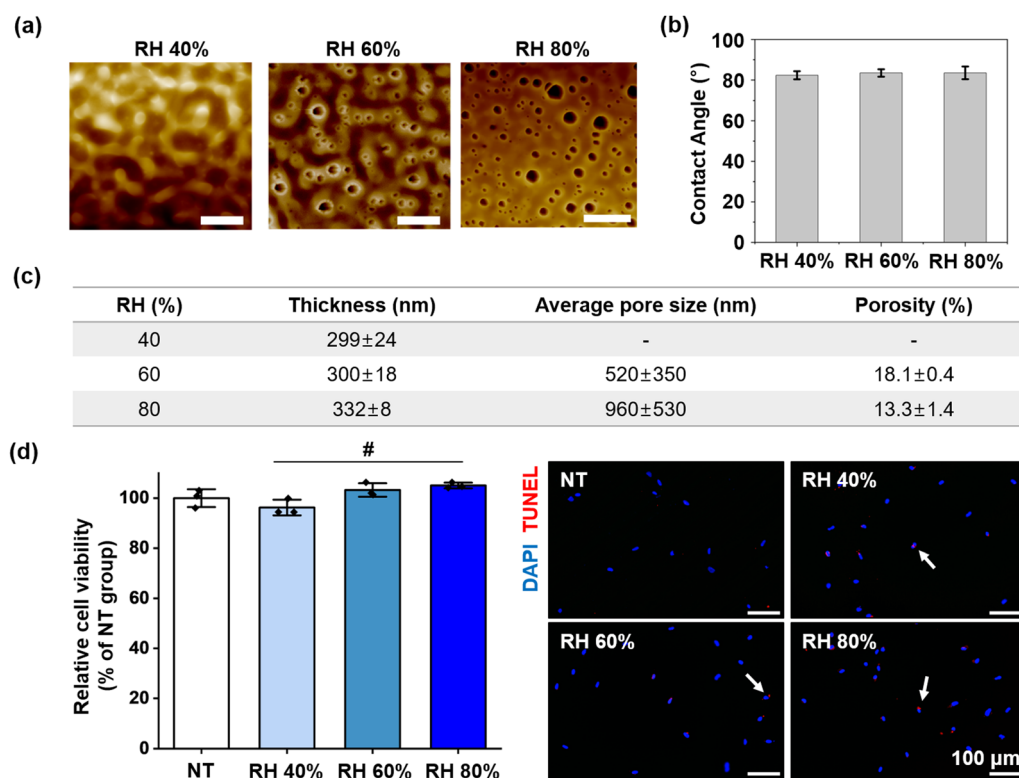 (a)
RH 40%
RH 60%
RH 80%
(b)
Contact Angle (°)
100
80
60
40
20
0
RH 40%
RH 60%
RH 80%
(c)
RH (%) Thickness (nm) Average pore size (nm) Porosity (%)
40 299±24 - -
60 300±18 520±350 18.1±0.4
80 332±8 960±530 13.3±1.4
(d)
Relative cell viability
(% of NT group)
100
80
60
40
20
0
#
NT
RH 40%
RH 60%
RH 80%
DAPI TUNEL
NT
RH 40%
RH 60%
RH 80%
100 µm